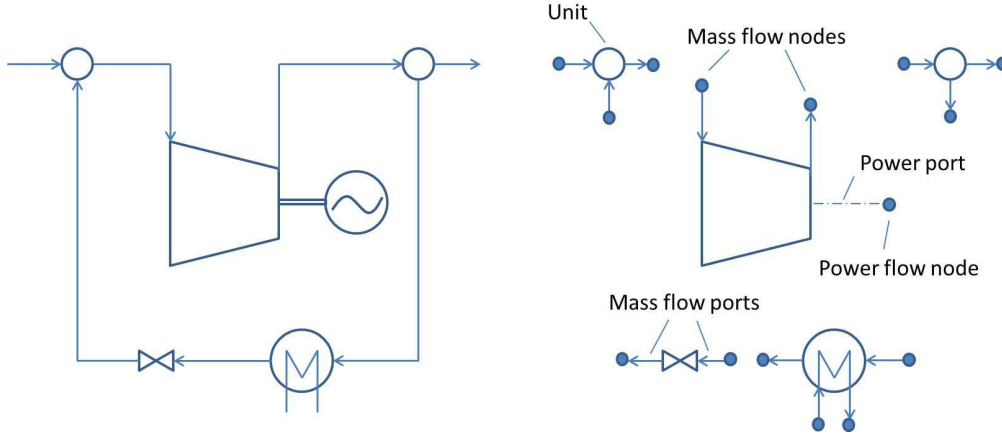 Unit
Mass flow nodes
Power port
Power flow node
Mass flow ports